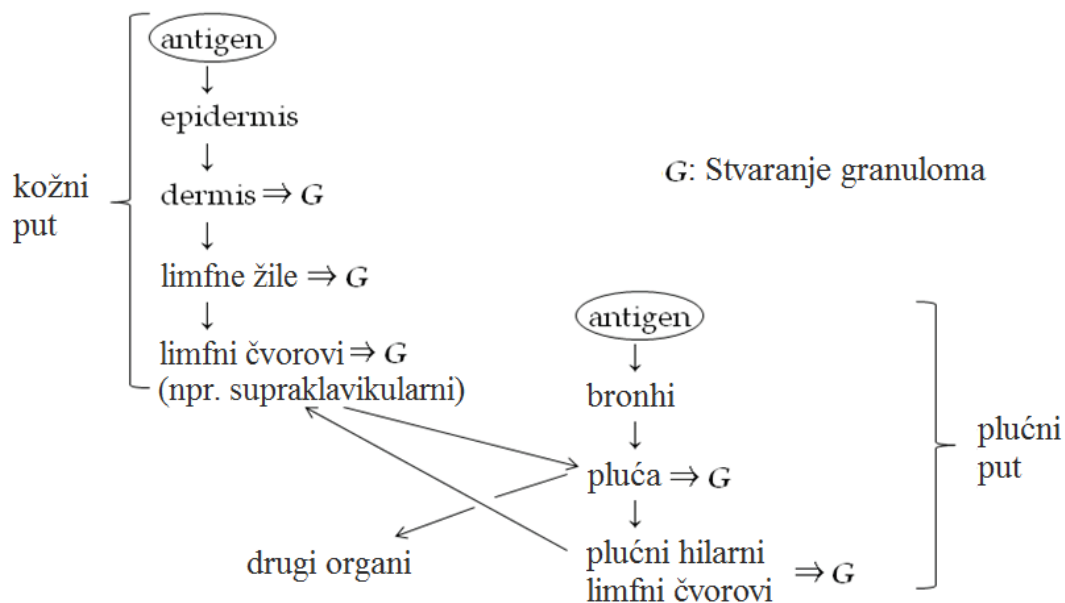 antigen
↓
epidermis
↓
kožni
put
dermis ⇒ G
↓
limfne žile ⇒ G
↓
limfni čvorovi ⇒ G
(npr. supraklavikularni)
G: Stvaranje granuloma
antigen
↓
bronhi
↓
pluća ⇒ G
↓
plućni hilarni
limfni čvorovi ⇒ G
plućni
put
drugi organi